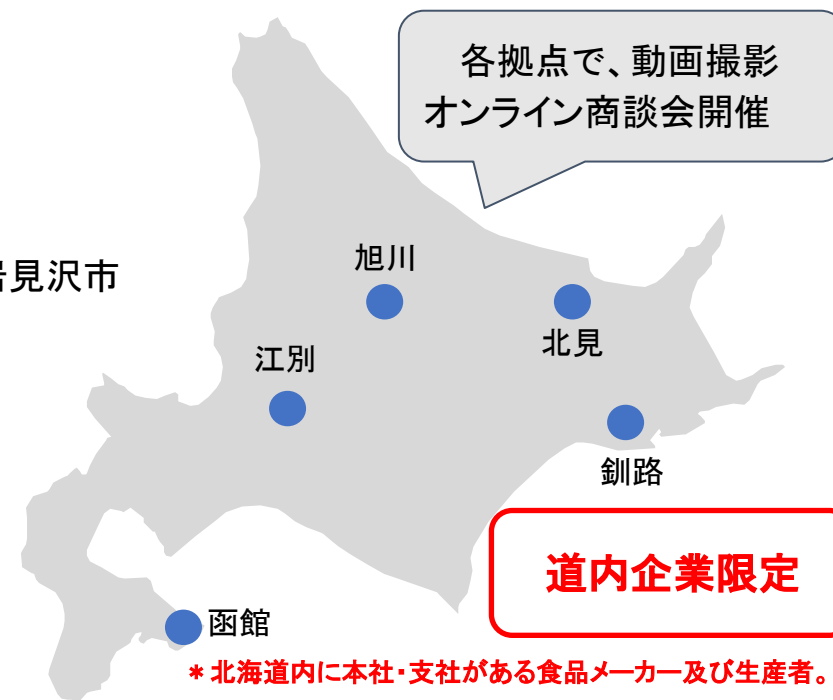 各拠点で、動画撮影
オンライン商談会開催
旭川
見沢市
北見
江別
釧路
道内企業限定
函館
＊北海道内に本社・支社がある食品メーカー及び生産者。